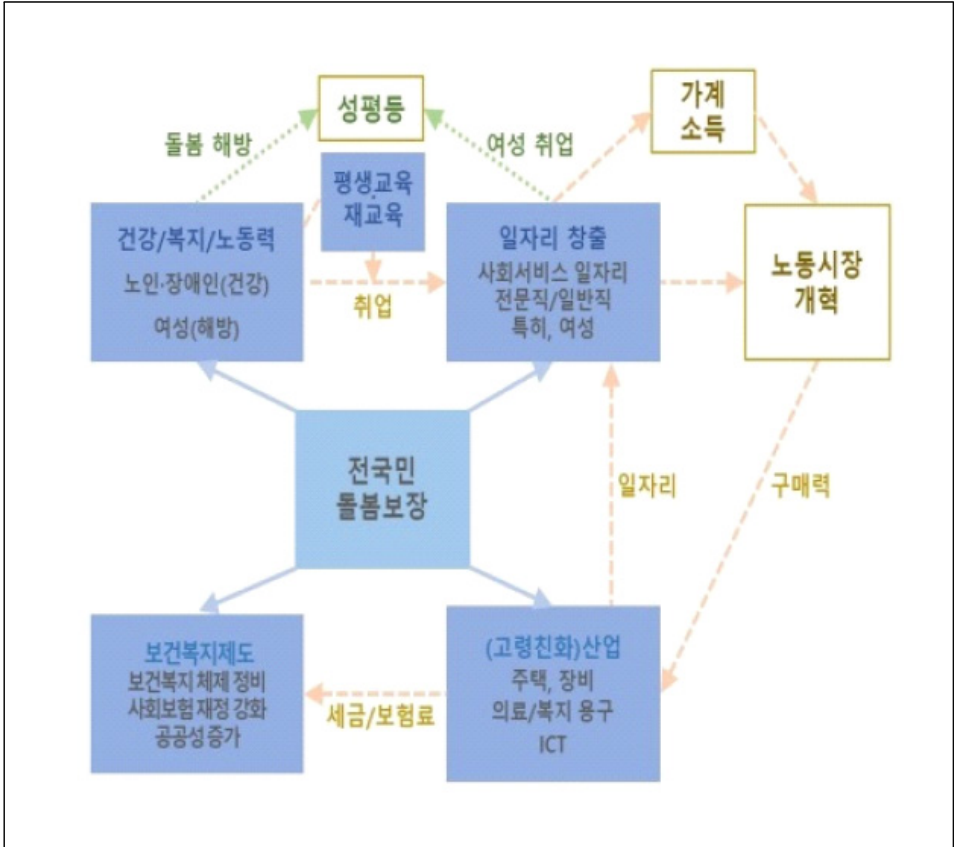 성평등
가계
소득
돌봄 해방
여성 취업
평생교육
재교육
건강/복지/노동력
노인·장애인(건강)
여성(해방)
취업
일자리 창출
사회서비스 일자리
전문직/일반직
특히, 여성
노동시장
개혁
전국민
돌봄보장
일자리
구매력
보건복지제도
보건복지 체제 정비
사회보험 재정 강화
공공성 증가
세금/보험료
(고령친화)산업
주택, 장비
의료/복지 용구
ICT